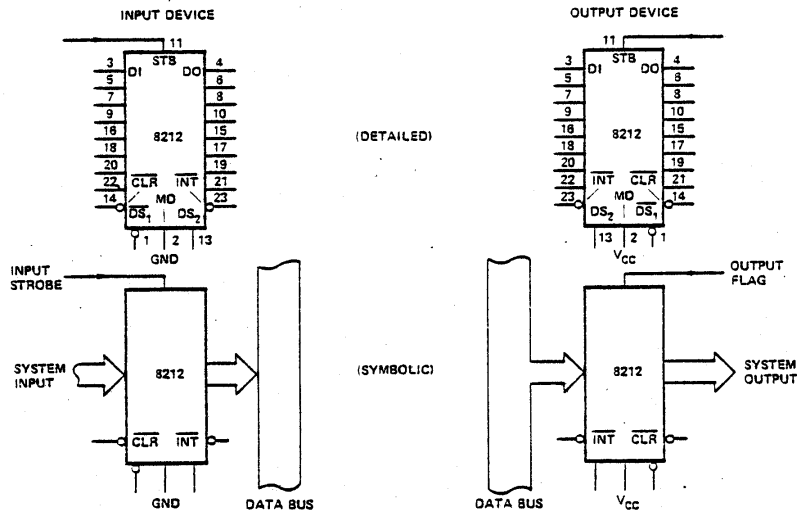 INPUT DEVICE
11
STB
3 DI DO 4
5 6
7 8
9 10
16 8212 15
18 17
20 19
22 CLR INT 21
14 MD 23
DS1 DS2
1 2 13
GND
(DETAILED)
OUTPUT DEVICE
11
STB
3 DI DO 4
5 6
7 8
9 10
16 8212 15
18 17
20 19
22 INT CLR 21
23 MD 14
DS2 DS1
13 2 1
VCC
INPUT
STROBE
SYSTEM
INPUT
8212
CLR INT
GND
DATA BUS
(SYMBOLIC)
OUTPUT
FLAG
8212
SYSTEM
OUTPUT
INT CLR
DATA BUS
VCC